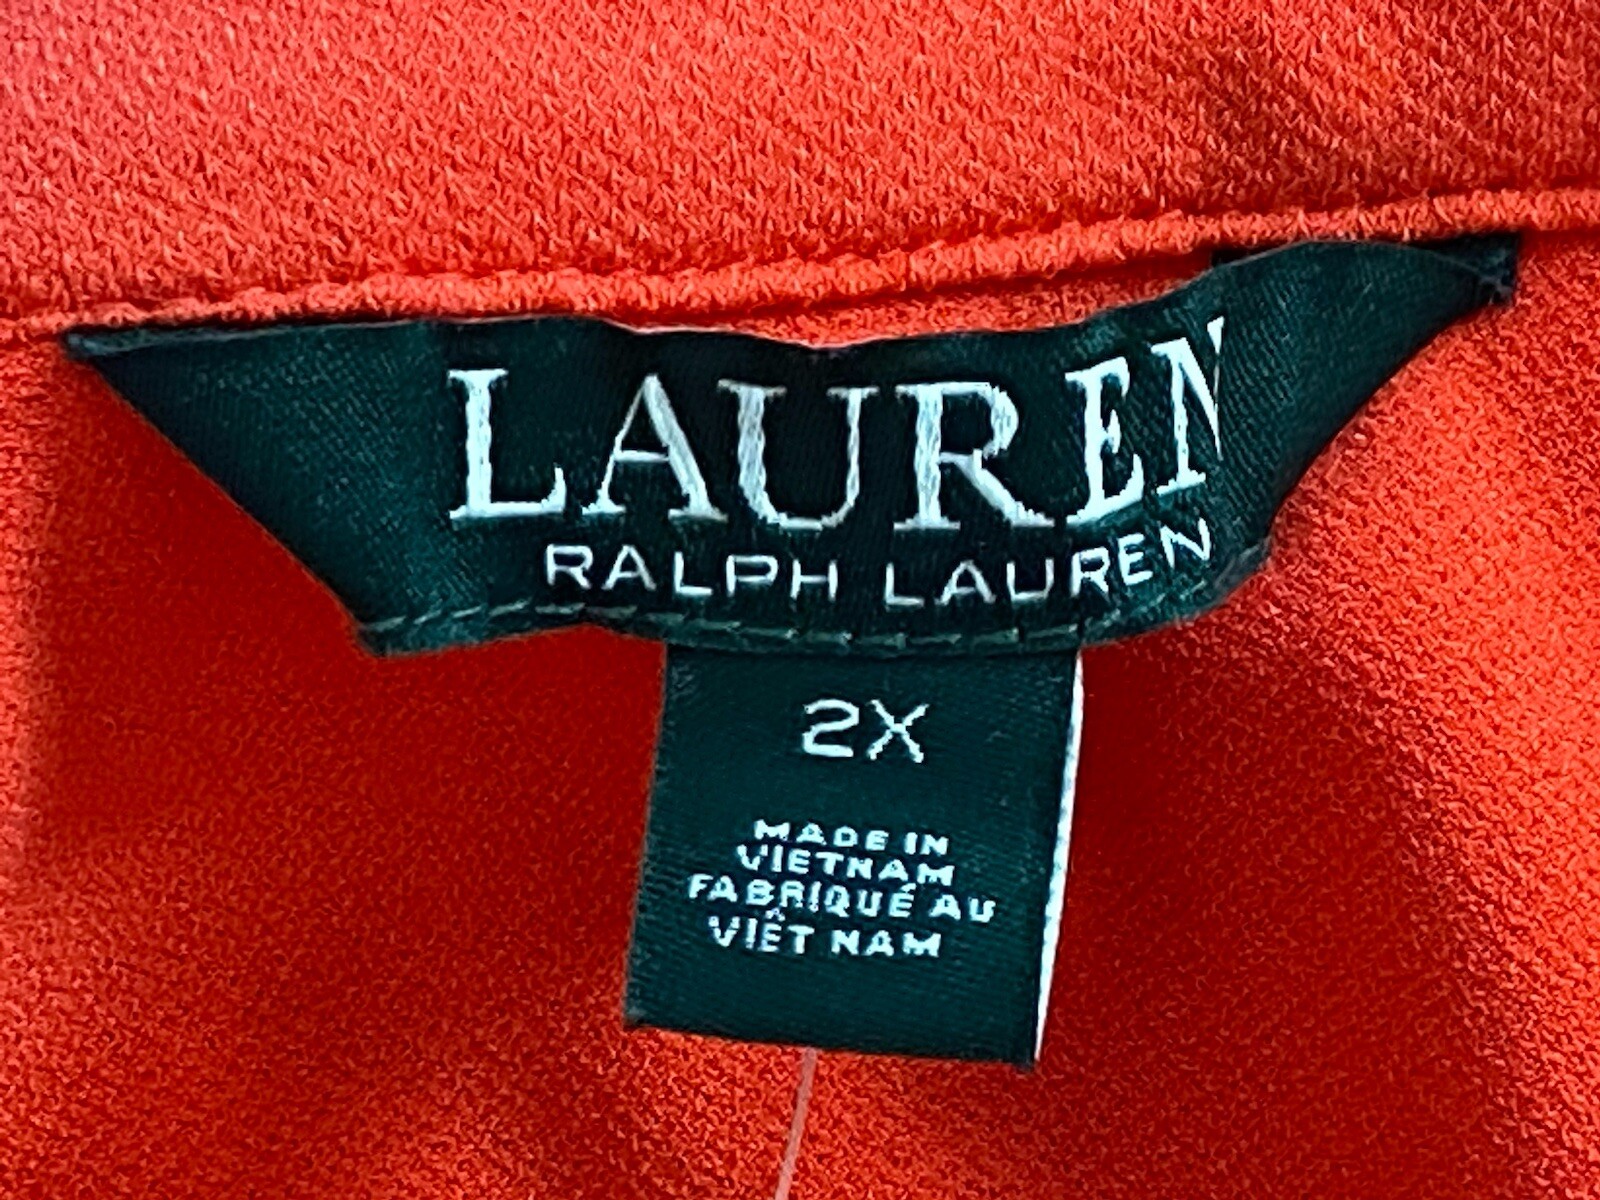 LAUREN
RALPH LAUREN
2X
MADE IN
VIETNAM
FABRIQUÉ AU
VIÊT NAM